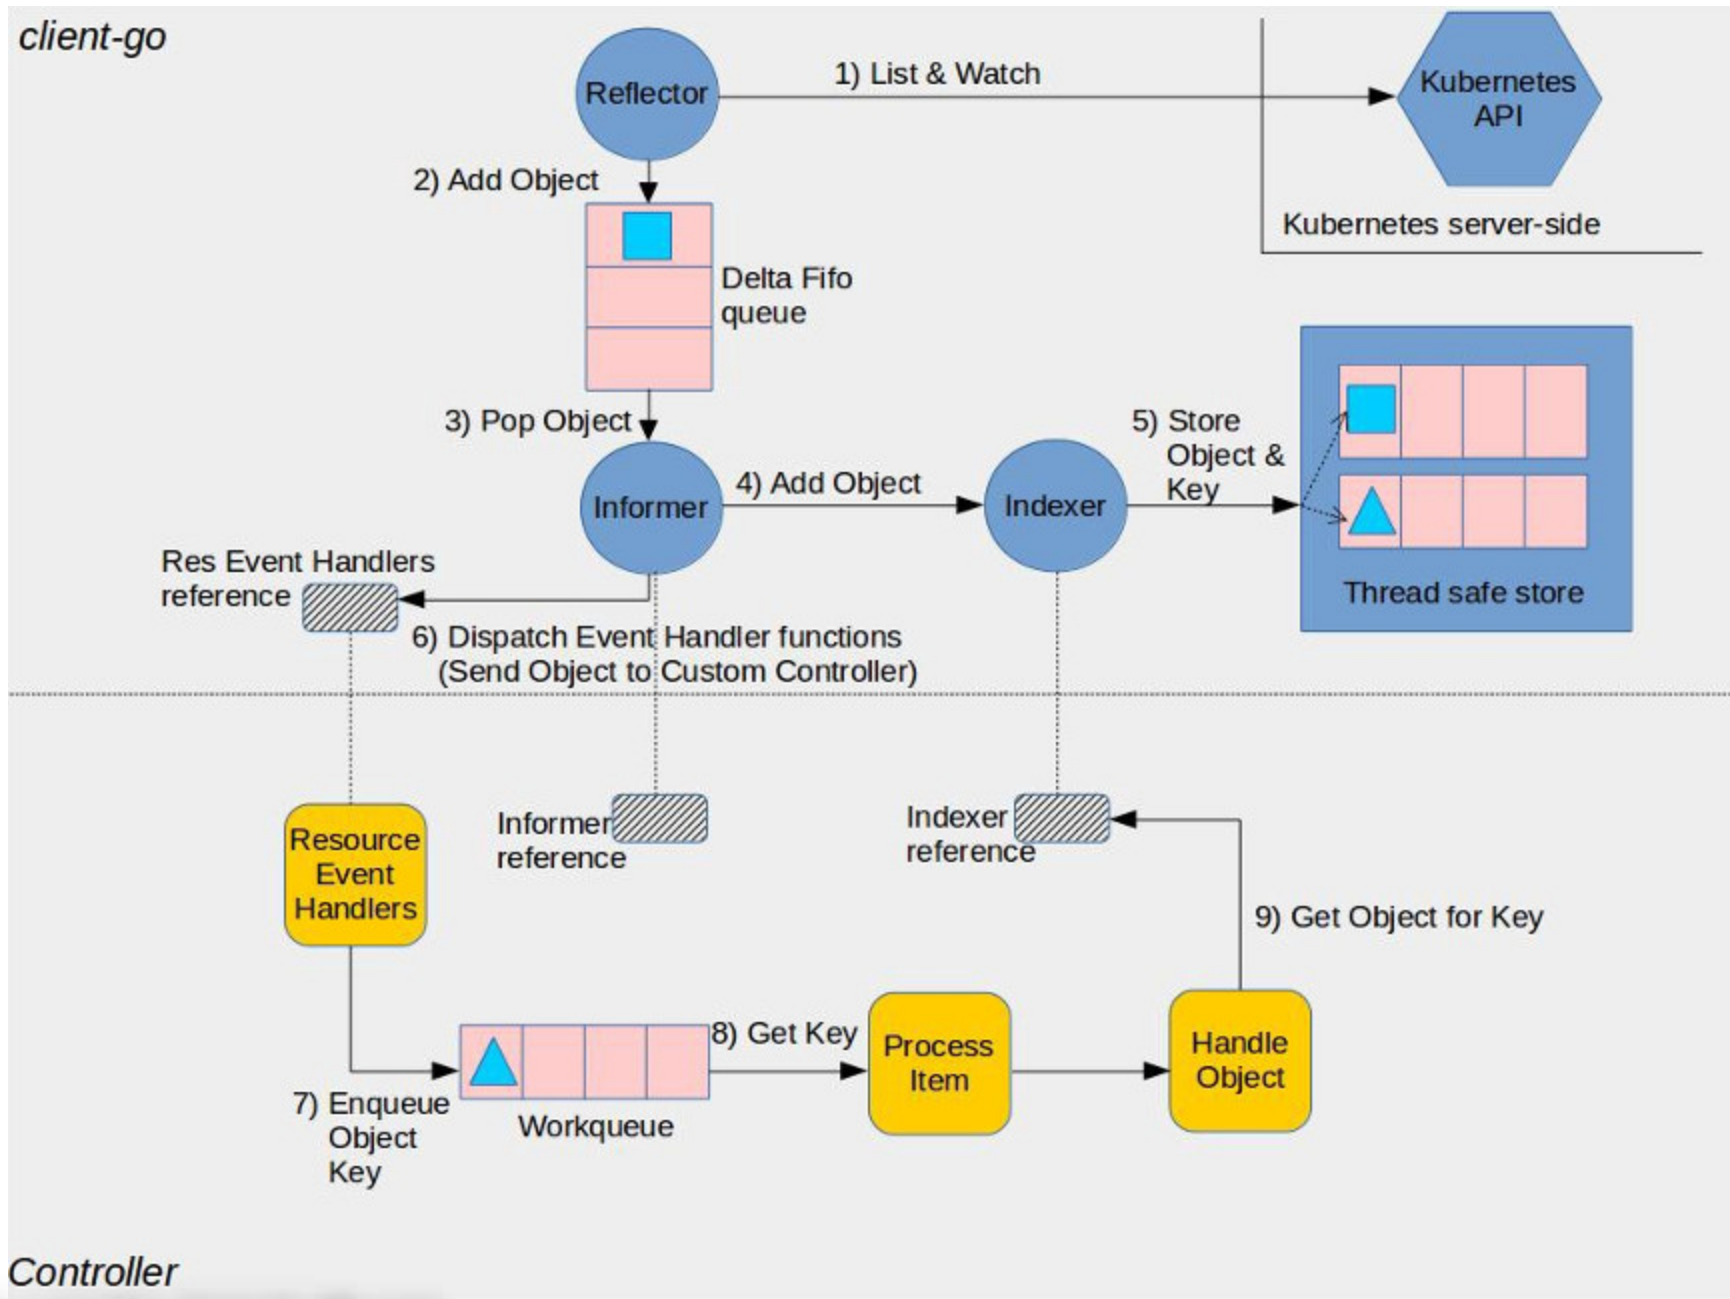 client-go
Reflector
1) List & Watch
Kubernetes
API
Kubernetes server-side
2) Add Object
Delta Fifo
queue
3) Pop Object
Informer
4) Add Object
Indexer
5) Store
Object &
Key
Thread safe store
Res Event Handlers
reference
6) Dispatch Event Handler functions
(Send Object to Custom Controller)
Resource
Event
Handlers
Informer
reference
Indexer
reference
9) Get Object for Key
7) Enqueue
Object
Key
Workqueue
8) Get Key
Process
Item
Handle
Object
Controller